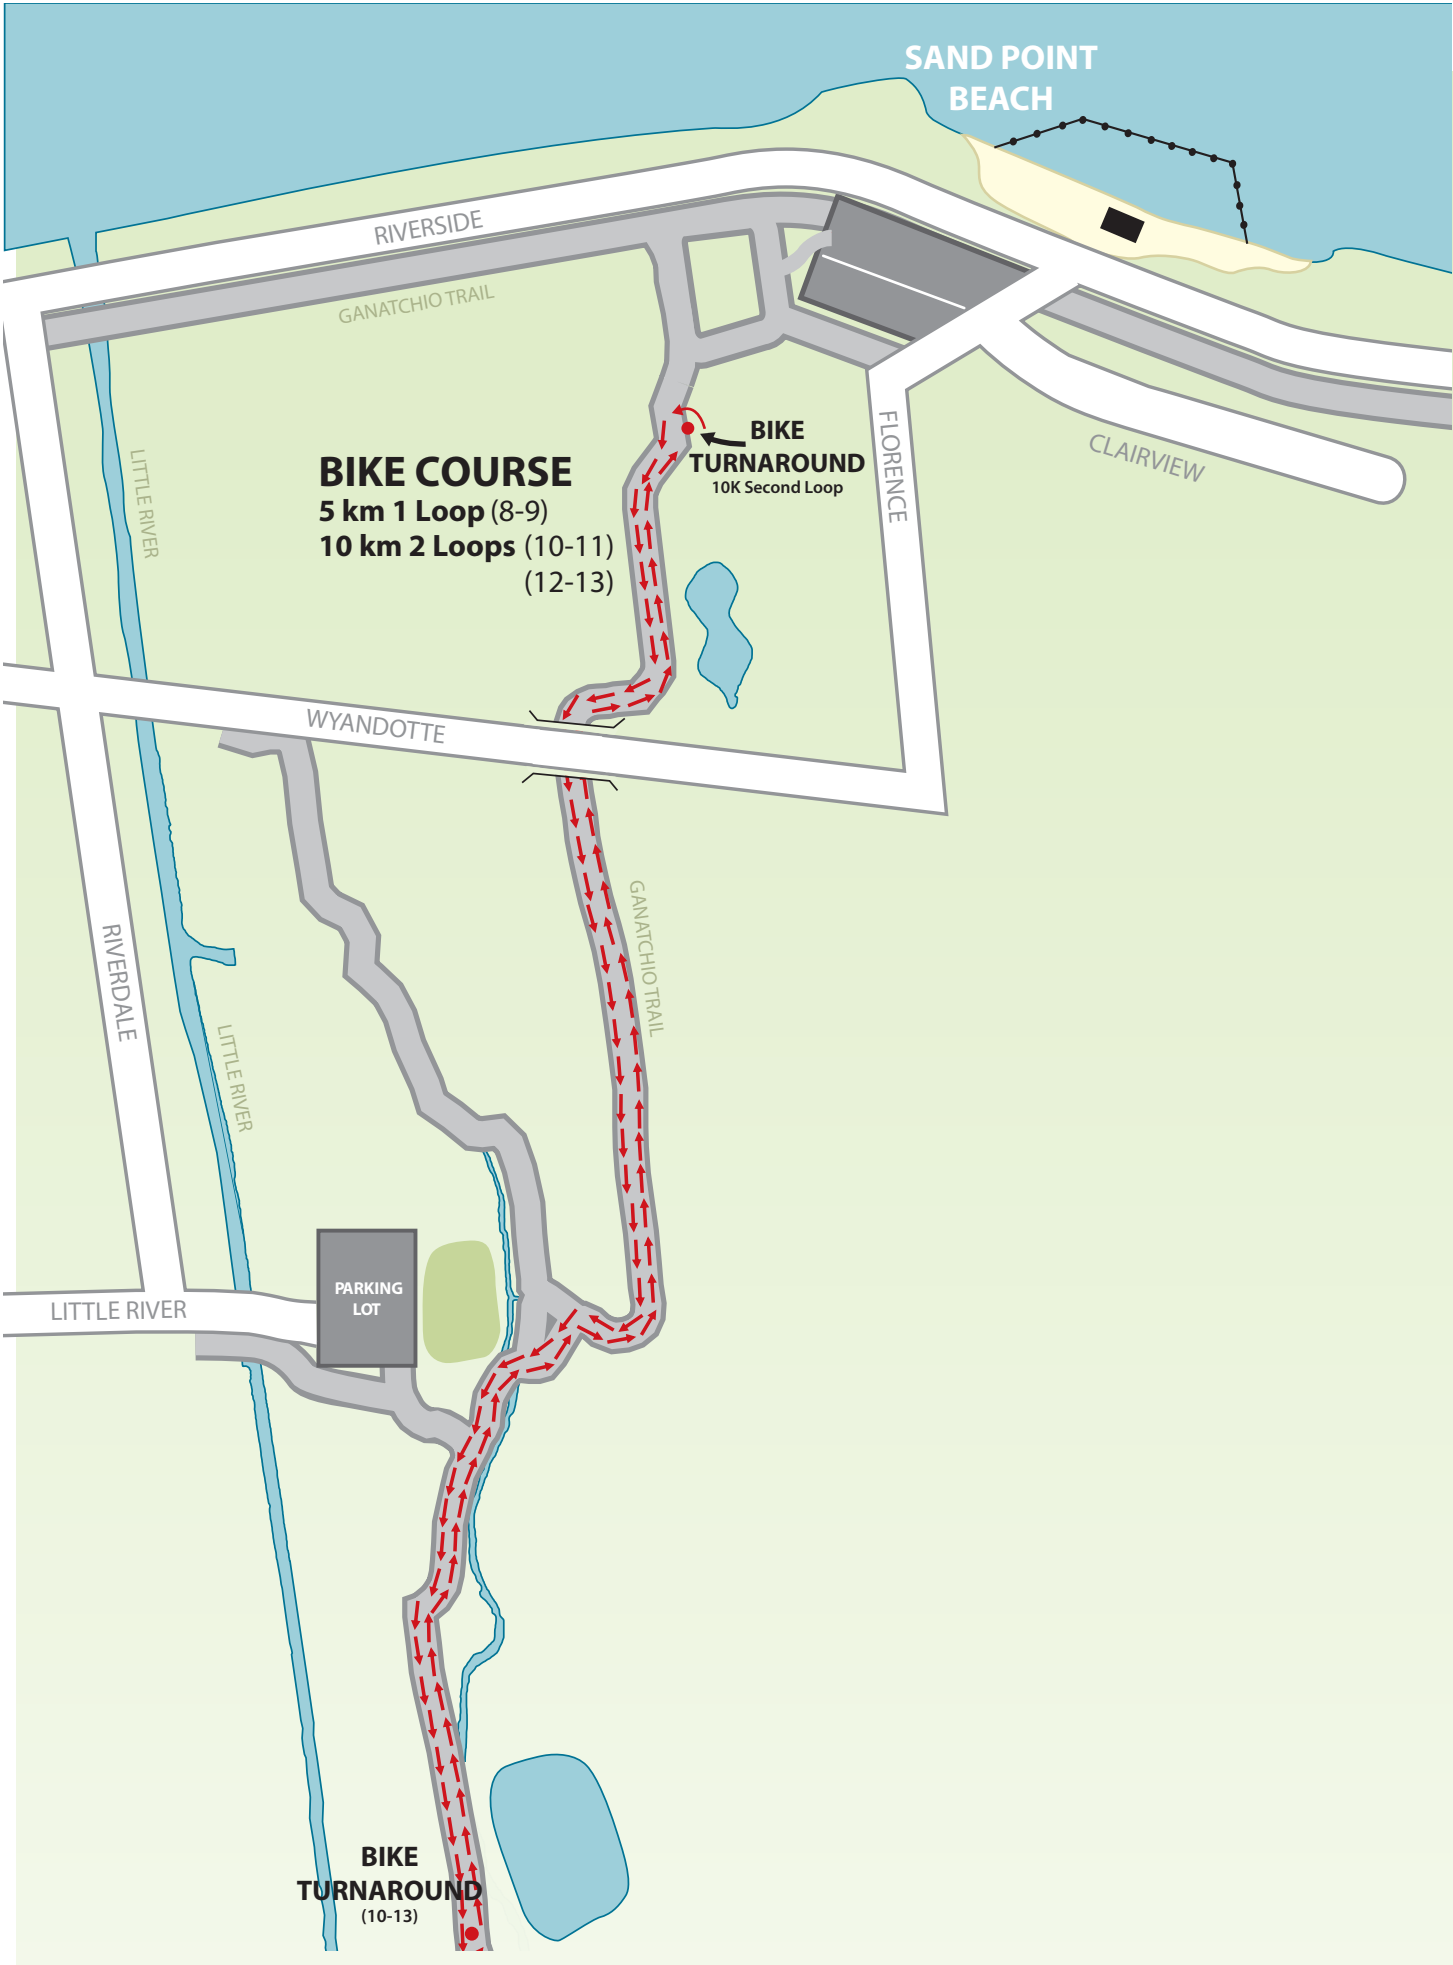 SAND POINT
BEACH
RIVERSIDE
GANATCHIO TRAIL
BIKE
TURNAROUND
10K Second Loop
FLORENCE
CLAIRVIEW
LITTLE RIVER
BIKE COURSE
5 km 1 Loop (8-9)
10 km 2 Loops (10-11)
(12-13)
WYANDOTTE
GANATCHIO TRAIL
RIVERDALE
LITTLE RIVER
PARKING
LOT
LITTLE RIVER
BIKE
TURNAROUND
(10-13)